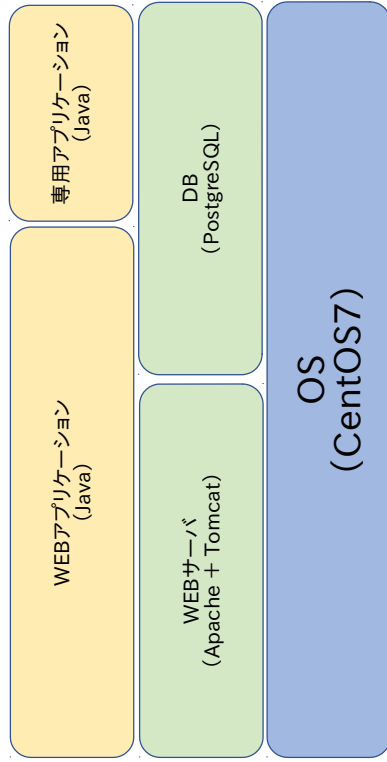 WEBアプリケーション
(Java)
専用アプリケーション
(Java)
WEBサーバ
(Apache + Tomcat)
DB
(PostgreSQL)
OS
(CentOS7)